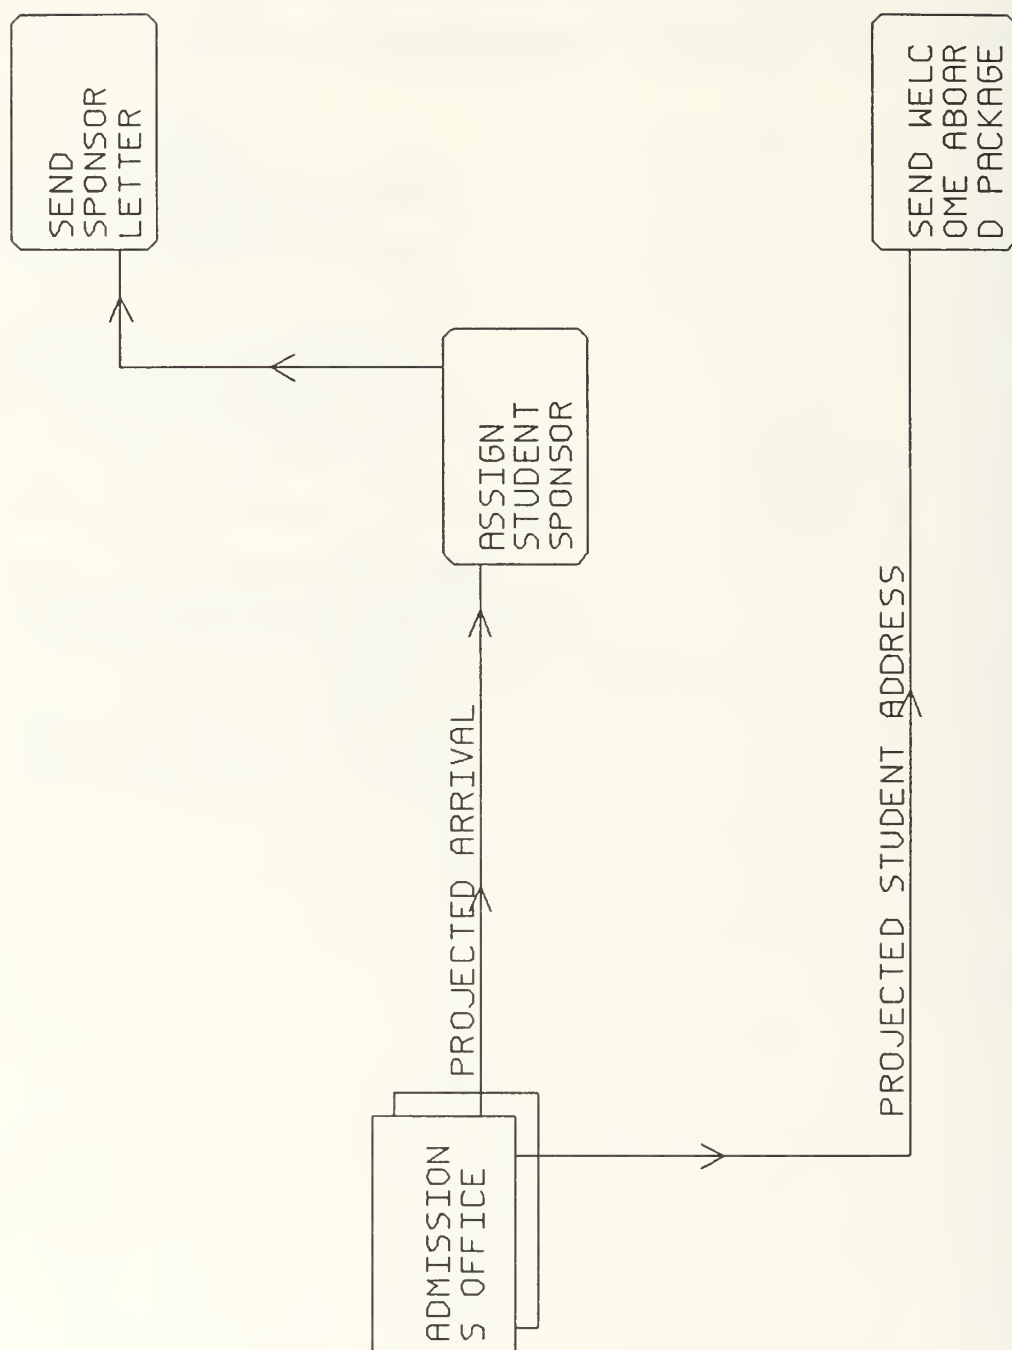 SEND
SPONSOR
LETTER
SEND WELC
OME ABOAR
D PACKAGE
ASSIGN
STUDENT
SPONSOR
PROJECTED ARRIVAL
PROJECTED STUDENT ADDRESS
ADMISSION
S OFFICE